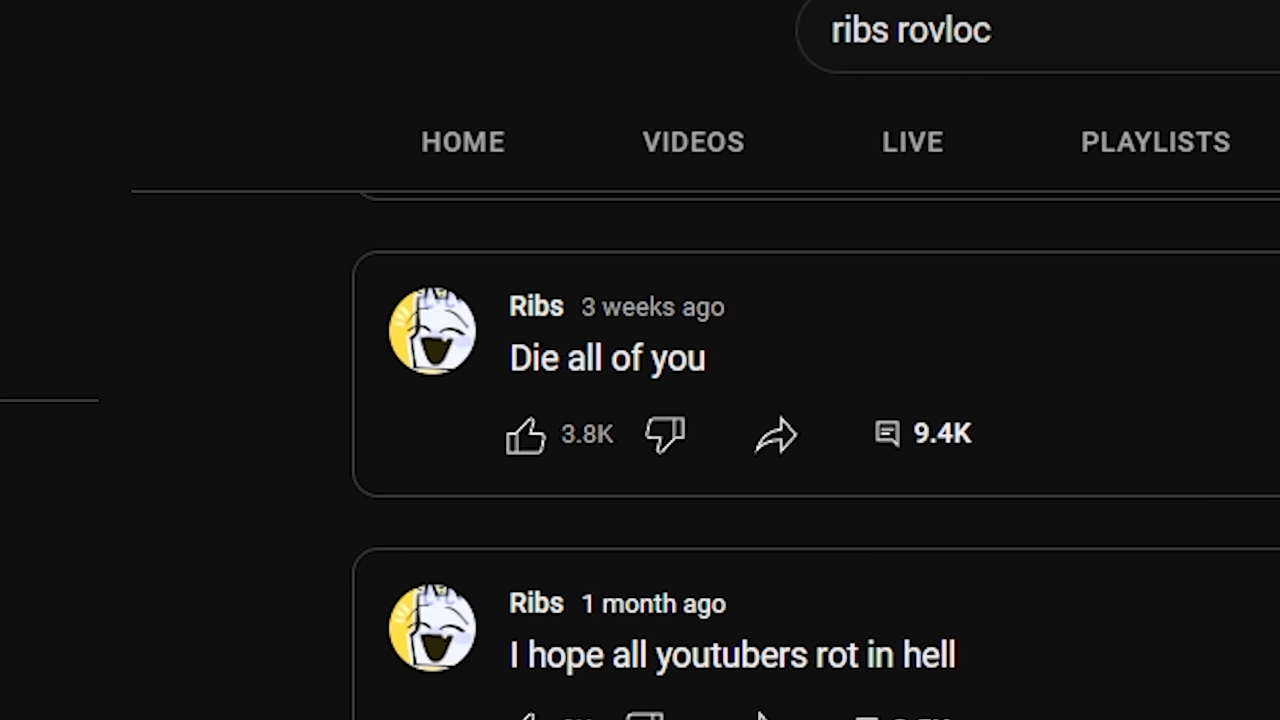 ribs rovloc
HOME VIDEOS LIVE PLAYLISTS
Ribs 3 weeks ago
Die all of you
3.8K 9.4K
Ribs 1 month ago
I hope all youtubers rot in hell